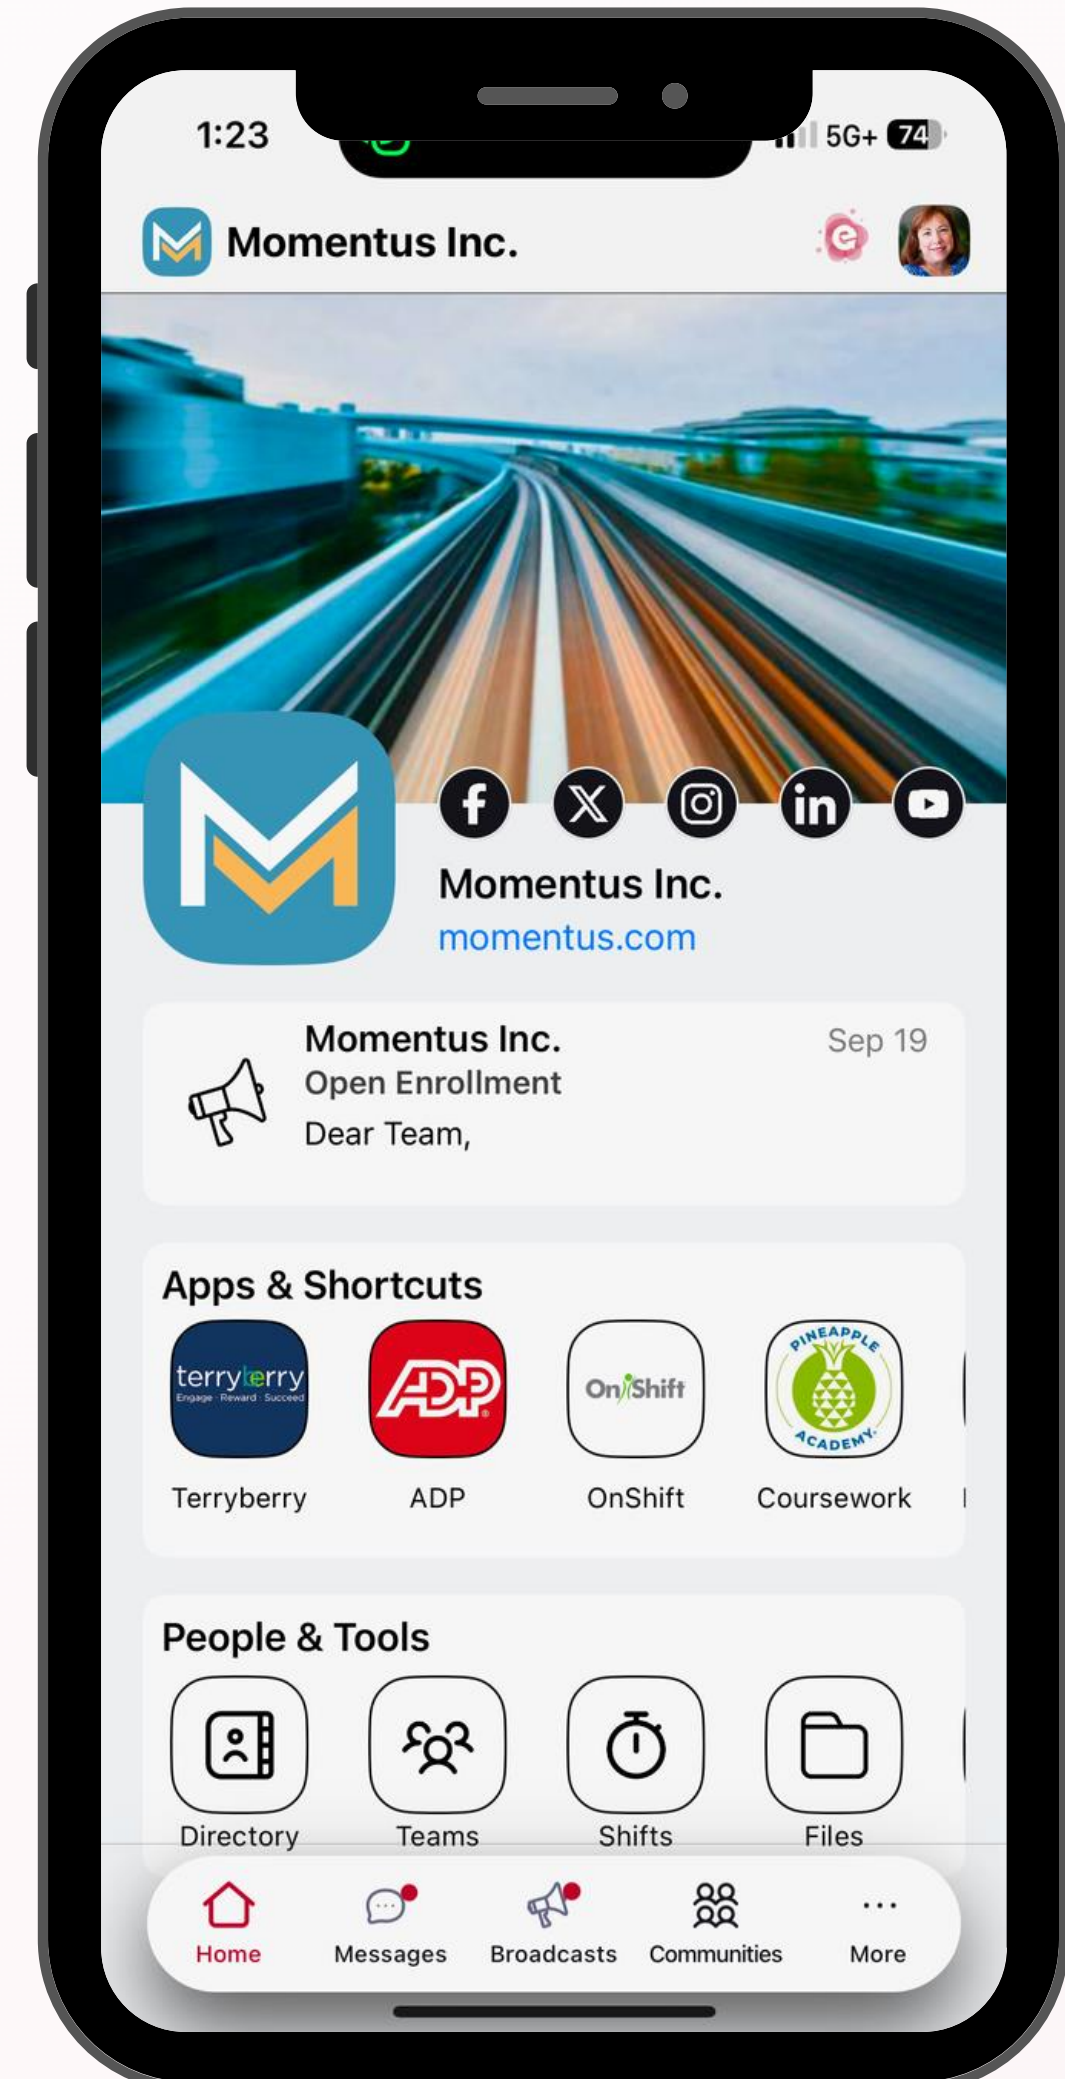 1:23
5G+ 74
Momentus Inc.
e
Momentus Inc.
momentus.com
Momentus Inc. Sep 19
Open Enrollment
Dear Team,
Apps & Shortcuts
terryberry
Engage · Reward · Succeed
ADP
OnShift
PINEAPPLE
ACADEMY.
Terryberry ADP OnShift Coursework
People & Tools
Directory Teams Shifts Files
Home Messages Broadcasts Communities More